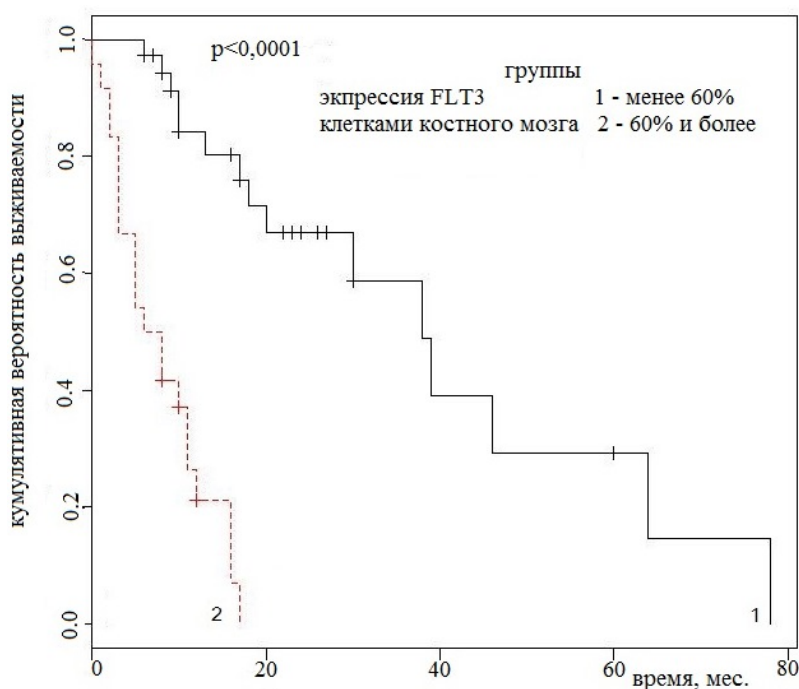 p<0,0001
группы
экпрессия FLT3 1 - менее 60%
клетками костного мозга 2 - 60% и более
кумулятивная вероятность выживаемости
1.0
0.8
0.6
0.4
0.2
0.0
2
1
0 20 40 60 80
время, мес.